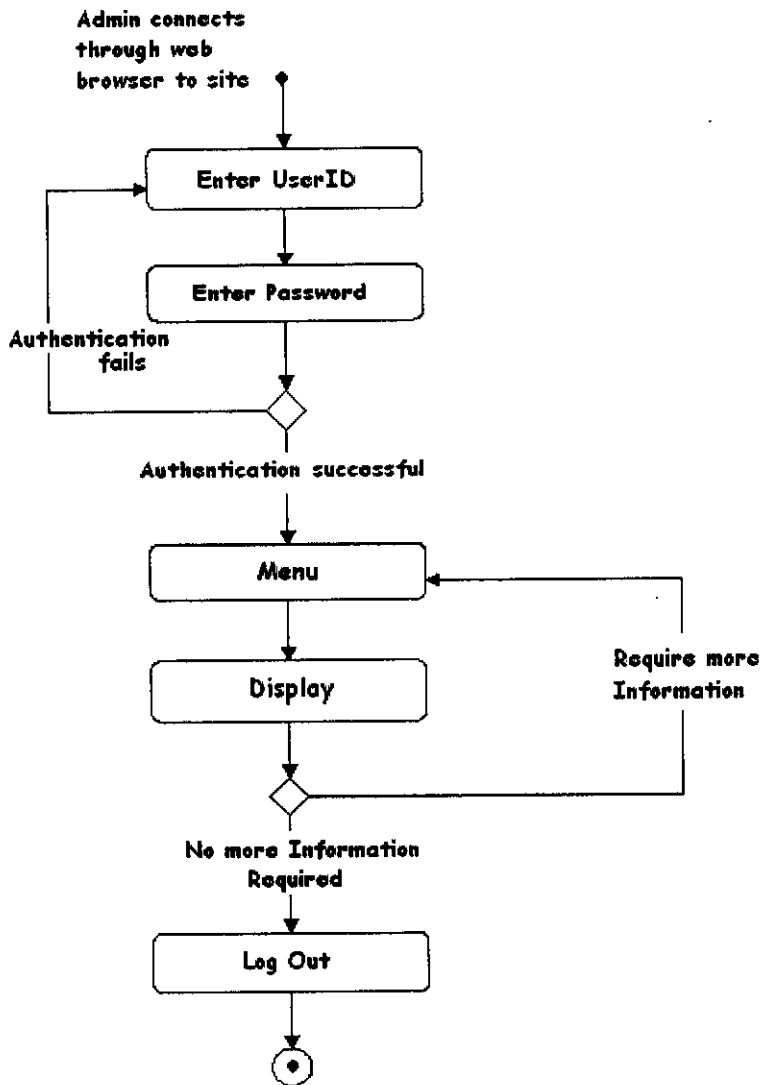 Admin connects
through web
browser to site
Enter UserID
Enter Password
Authentication
fails
Authentication successful
Menu
Display
Require more
Information
No more Information
Required
Log Out